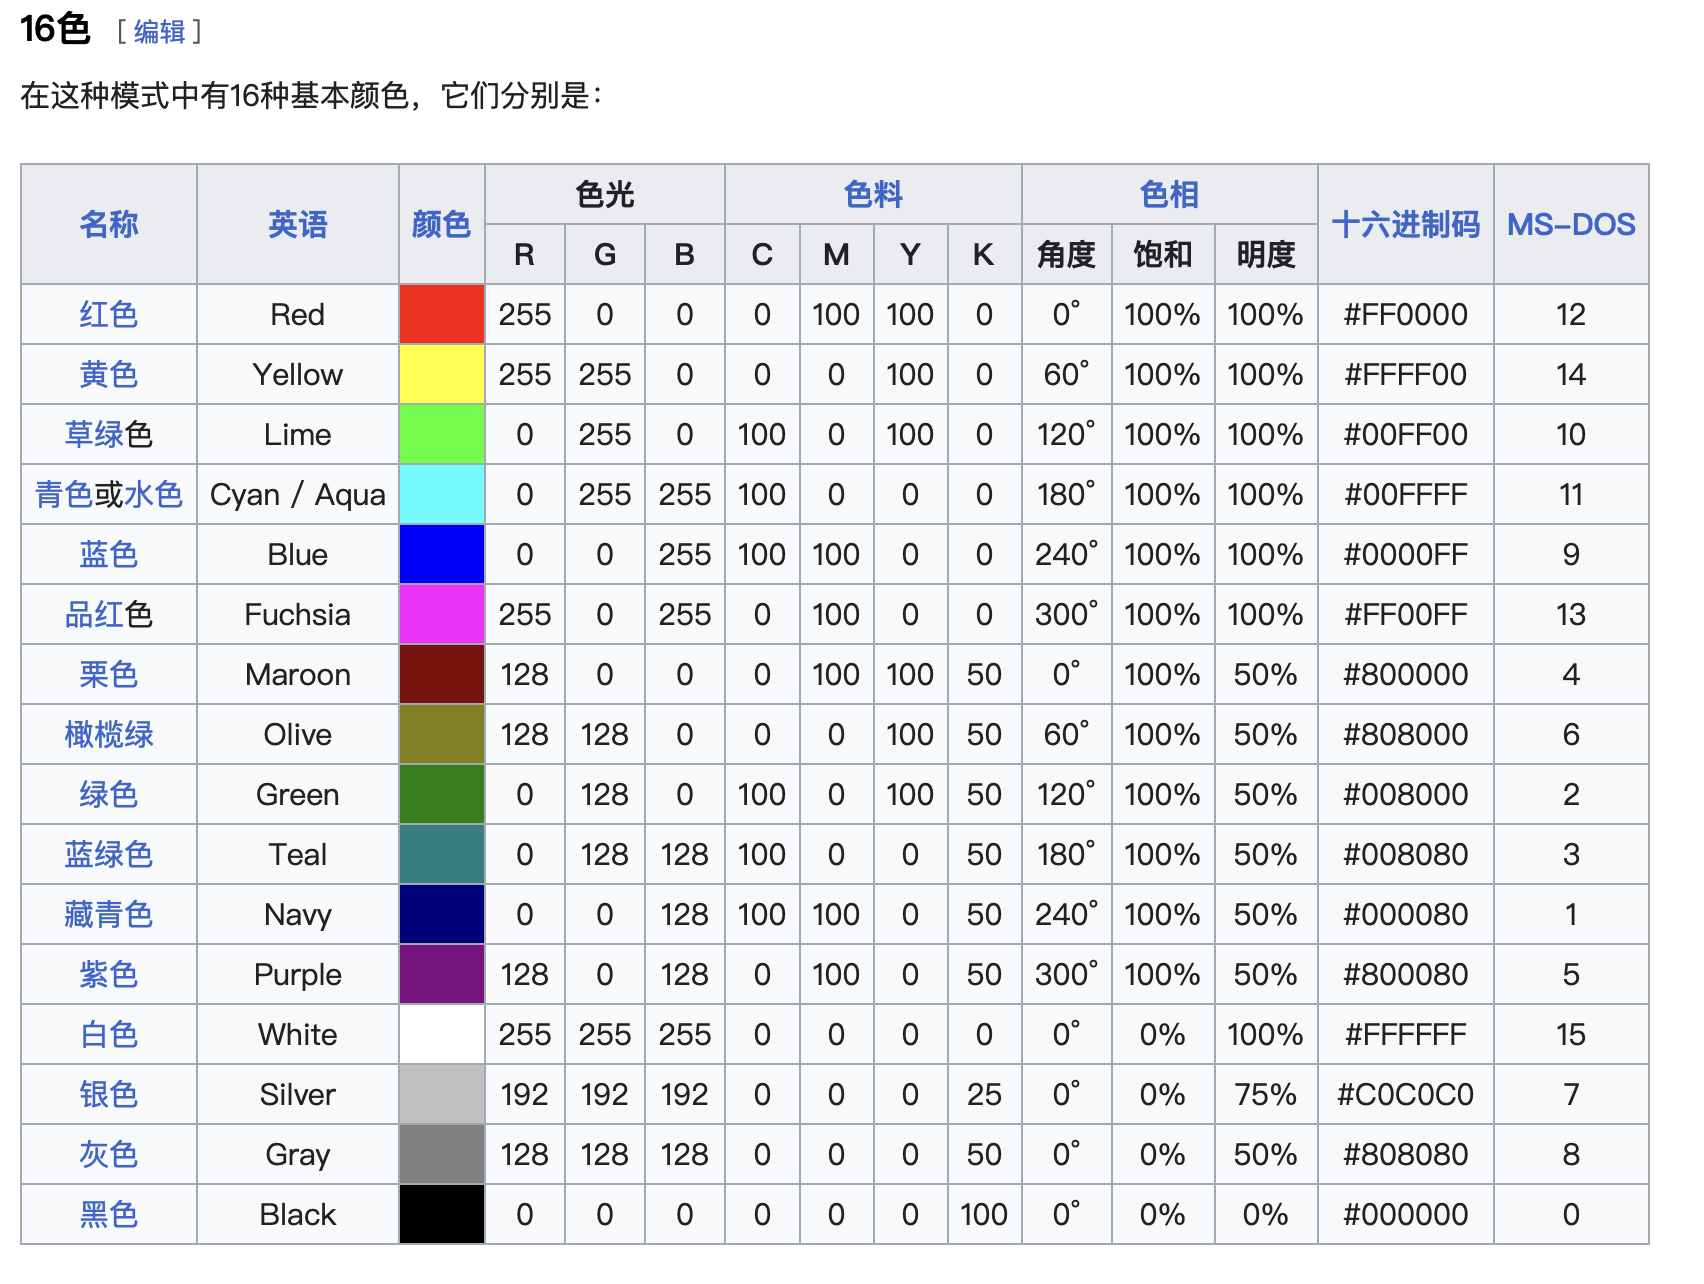 16色 [编辑]
在这种模式中有16种基本颜色，它们分别是：
名称 英语 颜色 色光 色料 色相 十六进制码 MS-DOS
R G B C M Y K 角度 饱和 明度
红色 Red 255 0 0 0 100 100 0 0° 100% 100% #FF0000 12
黄色 Yellow 255 255 0 0 0 100 0 60° 100% 100% #FFFF00 14
草绿色 Lime 0 255 0 100 0 100 0 120° 100% 100% #00FF00 10
青色或水色 Cyan / Aqua 0 255 255 100 0 0 0 180° 100% 100% #00FFFF 11
蓝色 Blue 0 0 255 100 100 0 0 240° 100% 100% #0000FF 9
品红色 Fuchsia 255 0 255 0 100 0 0 300° 100% 100% #FF00FF 13
栗色 Maroon 128 0 0 0 100 100 50 0° 100% 50% #800000 4
橄榄绿 Olive 128 128 0 0 0 100 50 60° 100% 50% #808000 6
绿色 Green 0 128 0 100 0 100 50 120° 100% 50% #008000 2
蓝绿色 Teal 0 128 128 100 0 0 50 180° 100% 50% #008080 3
藏青色 Navy 0 0 128 100 100 0 50 240° 100% 50% #000080 1
紫色 Purple 128 0 128 0 100 0 50 300° 100% 50% #800080 5
白色 White 255 255 255 0 0 0 0 0° 0% 100% #FFFFFF 15
银色 Silver 192 192 192 0 0 0 25 0° 0% 75% #C0C0C0 7
灰色 Gray 128 128 128 0 0 0 50 0° 0% 50% #808080 8
黑色 Black 0 0 0 0 0 0 100 0° 0% 0% #000000 0